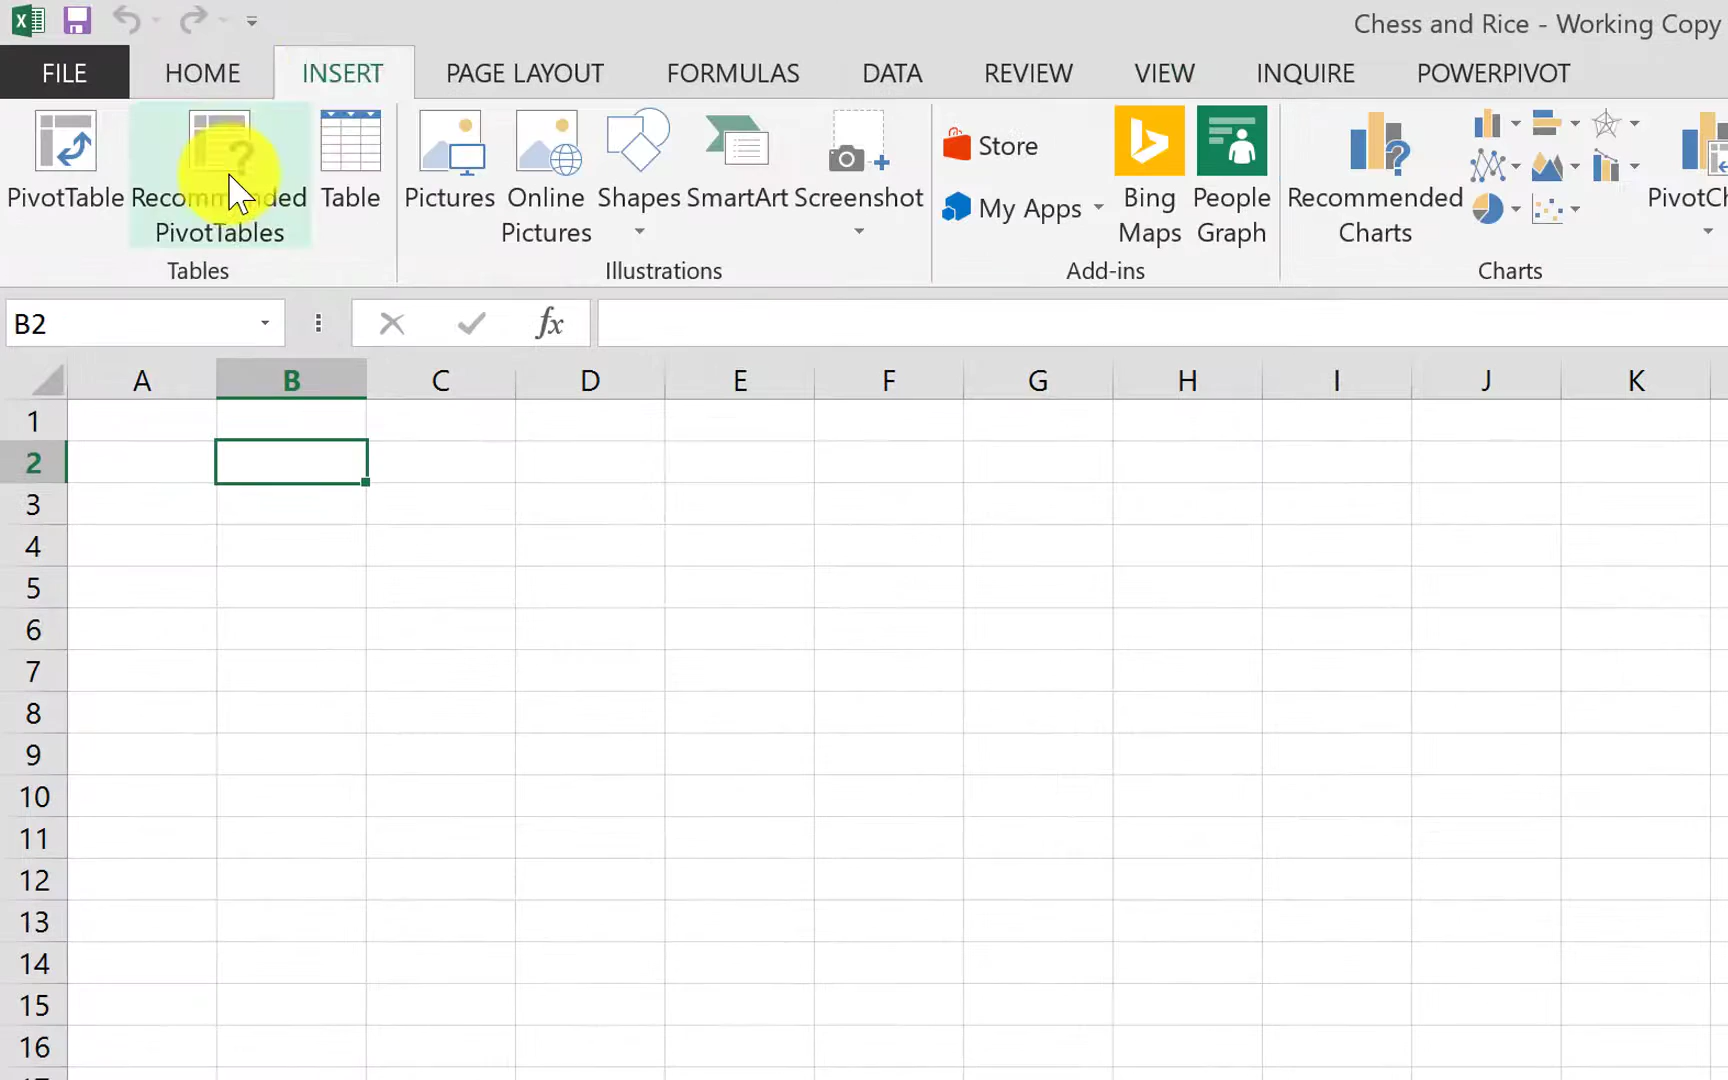 Chess and Rice - Working Copy
FILE HOME INSERT PAGE LAYOUT FORMULAS DATA REVIEW VIEW INQUIRE POWERPIVOT
PivotTable
Recommended
PivotTables
Table
Tables
Pictures
Online
Pictures
Shapes
SmartArt
Screenshot
Illustrations
Store
My Apps
Bing
Maps
People
Graph
Add-ins
Recommended
Charts
Charts
B2
fx
A B C D E F G H I J K
1
2
3
4
5
6
7
8
9
10
11
12
13
14
15
16